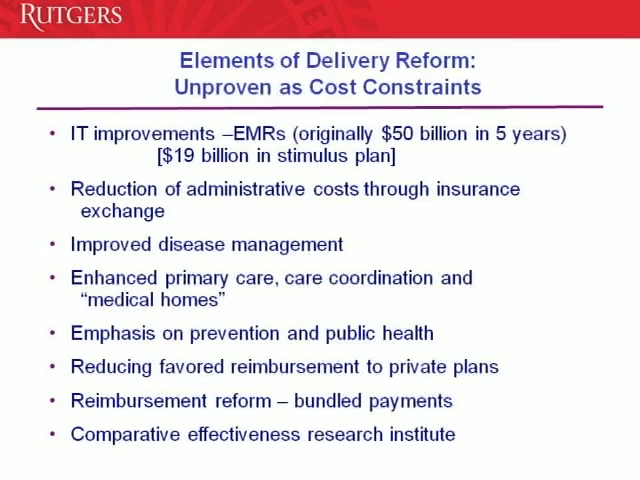 RUTGERS
Elements of Delivery Reform:
Unproven as Cost Constraints
• IT improvements –EMRs (originally $50 billion in 5 years)
[$19 billion in stimulus plan]
• Reduction of administrative costs through insurance
exchange
• Improved disease management
• Enhanced primary care, care coordination and
“medical homes”
• Emphasis on prevention and public health
• Reducing favored reimbursement to private plans
• Reimbursement reform – bundled payments
• Comparative effectiveness research institute